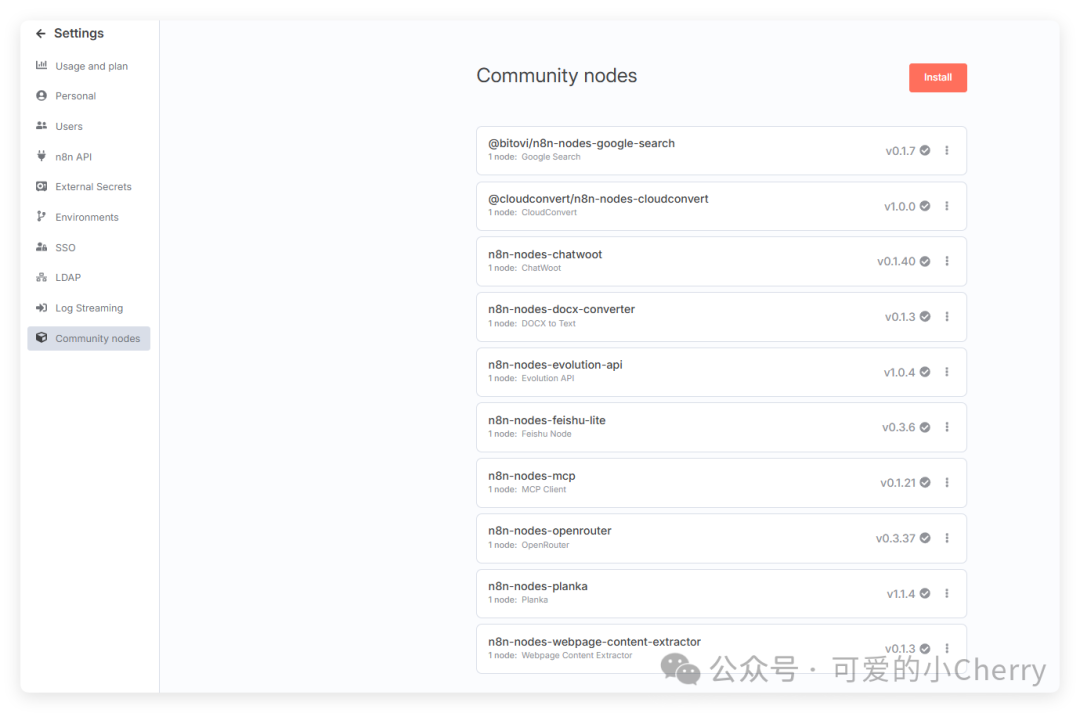 Settings
Usage and plan
Personal
Users
n8n API
External Secrets
Environments
SSO
LDAP
Log Streaming
Community nodes
Community nodes
Install
@bitovi/n8n-nodes-google-search
1 node: Google Search
v0.1.7
@cloudconvert/n8n-nodes-cloudconvert
1 node: CloudConvert
v1.0.0
n8n-nodes-chatwoot
1 node: ChatWoot
v0.1.40
n8n-nodes-docx-converter
1 node: DOCX to Text
v0.1.3
n8n-nodes-evolution-api
1 node: Evolution API
v1.0.4
n8n-nodes-feishu-lite
1 node: Feishu Node
v0.3.6
n8n-nodes-mcp
1 node: MCP Client
v0.1.21
n8n-nodes-openrouter
1 node: OpenRouter
v0.3.37
n8n-nodes-planka
1 node: Planka
v1.1.4
n8n-nodes-webpage-content-extractor
1 node: Webpage Content Extractor
v0.1.3
公众号 · 可爱的小Cherry